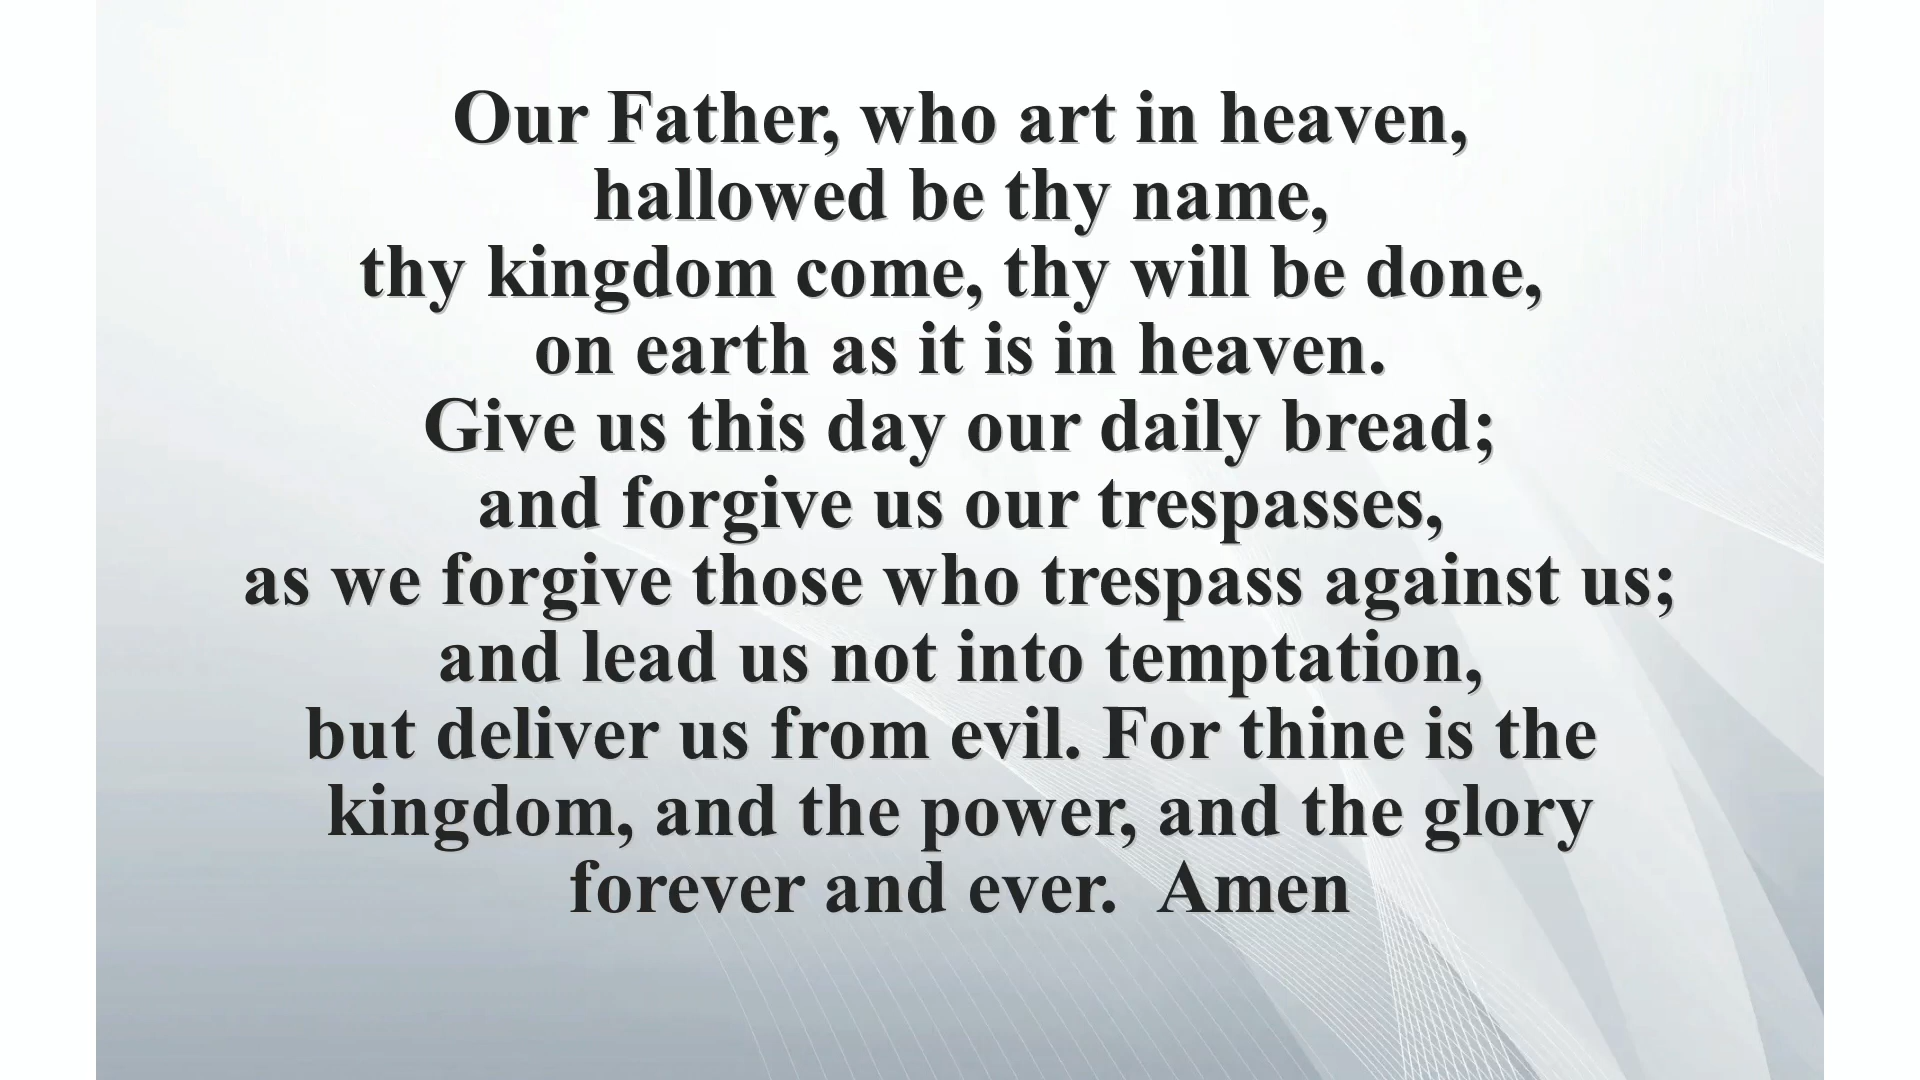 Our Father, who art in heaven,
hallowed be thy name,
thy kingdom come, thy will be done,
on earth as it is in heaven.
Give us this day our daily bread;
and forgive us our trespasses,
as we forgive those who trespass against us;
and lead us not into temptation,
but deliver us from evil. For thine is the
kingdom, and the power, and the glory
forever and ever.  Amen